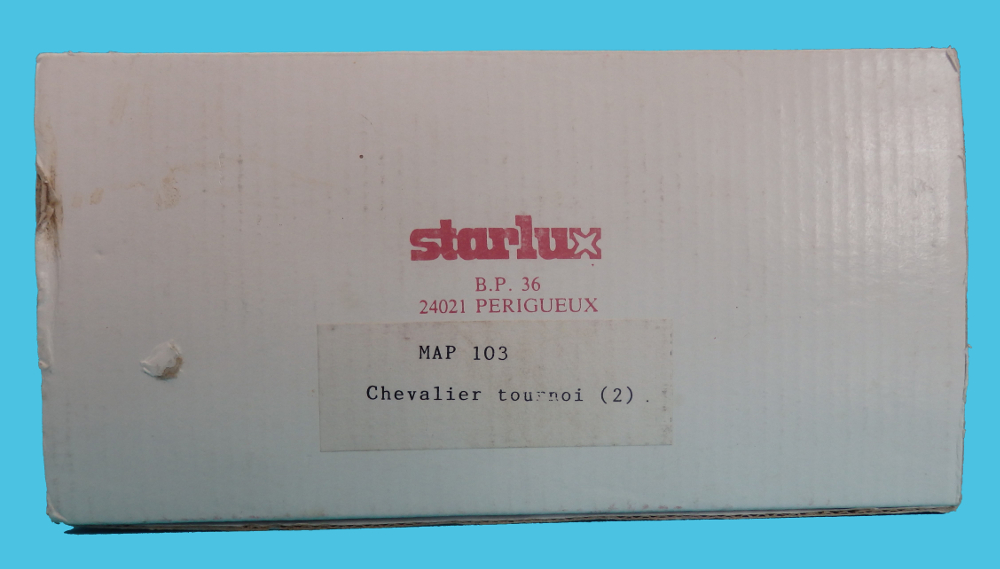 starlux
B.P. 36
24021 PERIGUEUX
MAP 103
Chevalier tournoi (2).